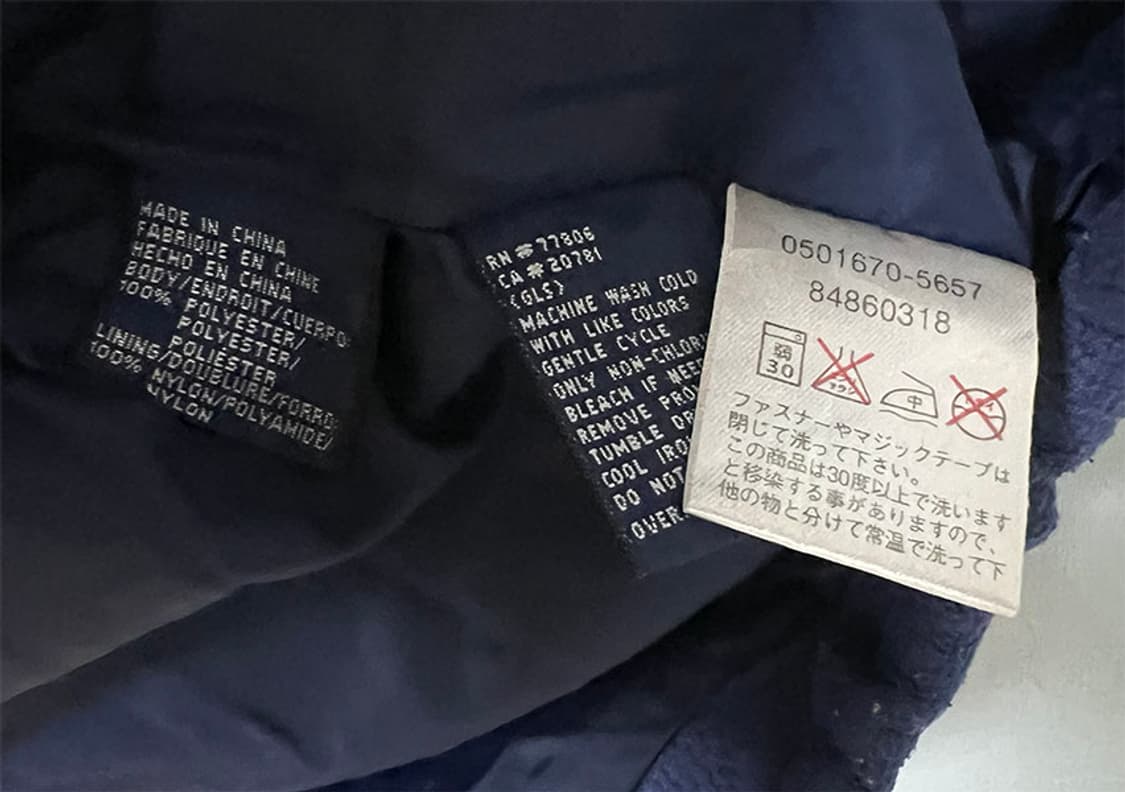 MADE IN CHINA
FABRIQUE EN CHINE
HECHO EN CHINA
BODY/ENDROIT/CUERPO
100% POLYESTER/
POLYESTER/
POLIÉSTER
LINING/DOUBLURE/FORRO
100% NYLON/POLYAMIDE/
NYLON
RN #77806
CA #20781
(GLS)
MACHINE WASH COLD
WITH LIKE COLORS
GENTLE CYCLE
ONLY NON-CHLOR
BLEACH IF NEE
REMOVE PRO
TUMBLE DR
COOL IRO
DO NOT
OVER
0501670-5657
84860318
弱
30
中
ファスナーやマジックテープは
閉じて洗って下さい。
この商品は30度以上で洗います
と移染する事がありますので、
他の物と分けて常温で洗って下